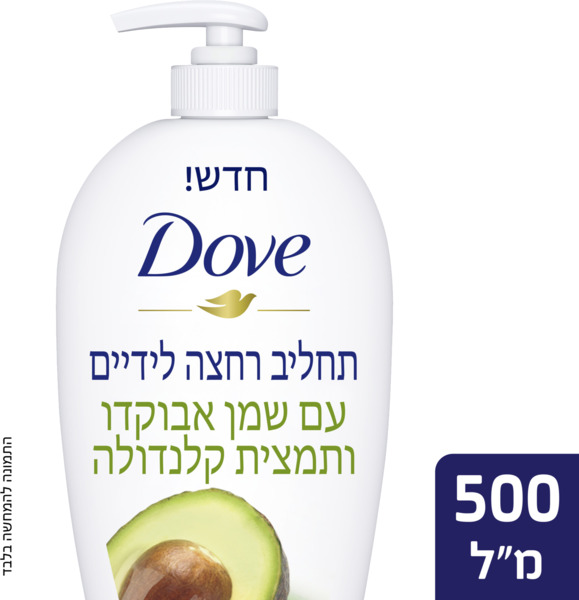 חדש!
Dove
תחליב רחצה לידיים
עם שמן אבוקדו
ותמצית קלנדולה
500
מ״ל
התמונה להמחשה בלבד